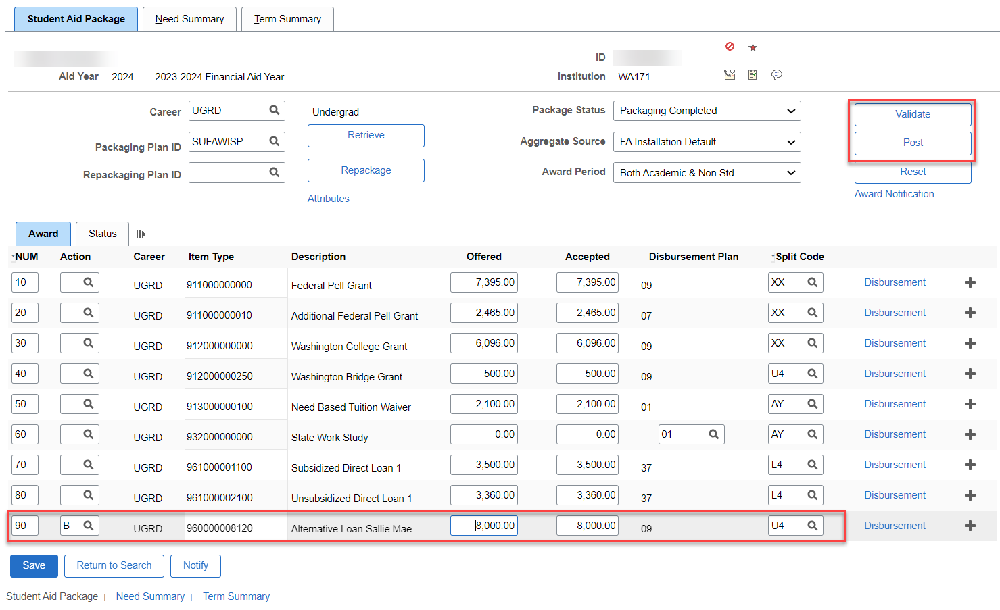 Student Aid Package Need Summary Term Summary
ID
Aid Year 2024 2023-2024 Financial Aid Year Institution WA171
Career UGRD Undergrad Package Status Packaging Completed Validate
Packaging Plan ID SUFAWISP Retrieve Aggregate Source FA Installation Default Post
Repackaging Plan ID Repackage Award Period Both Academic & Non Std Reset
Attributes Award Notification
Award Status
*NUM Action Career Item Type Description Offered Accepted Disbursement Plan *Split Code
10 UGRD 911000000000 Federal Pell Grant 7,395.00 7,395.00 09 XX Disbursement
20 UGRD 911000000010 Additional Federal Pell Grant 2,465.00 2,465.00 07 XX Disbursement
30 UGRD 912000000000 Washington College Grant 6,096.00 6,096.00 09 XX Disbursement
40 UGRD 912000000250 Washington Bridge Grant 500.00 500.00 09 U4 Disbursement
50 UGRD 913000000100 Need Based Tuition Waiver 2,100.00 2,100.00 01 AY Disbursement
60 UGRD 932000000000 State Work Study 0.00 0.00 01 AY Disbursement
70 UGRD 961000001100 Subsidized Direct Loan 1 3,500.00 3,500.00 37 L4 Disbursement
80 UGRD 961000002100 Unsubsidized Direct Loan 1 3,360.00 3,360.00 37 L4 Disbursement
90 B UGRD 960000008120 Alternative Loan Sallie Mae 8,000.00 8,000.00 09 U4 Disbursement
Save Return to Search Notify
Student Aid Package | Need Summary | Term Summary